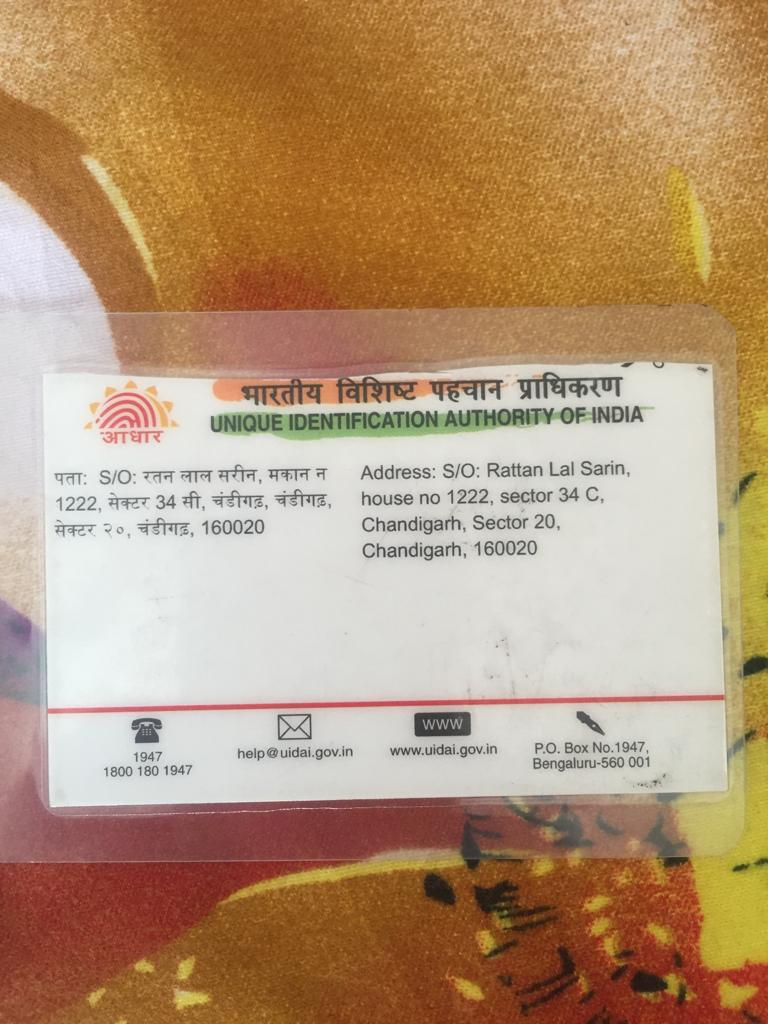 भारतीय विशिष्ट पहचान प्राधिकरण
UNIQUE IDENTIFICATION AUTHORITY OF INDIA
आधार
पता: S/O: रतन लाल सरीन, मकान न
1222, सेक्टर 34 सी, चंडीगढ़, चंडीगढ़,
सेक्टर २०, चंडीगढ़, 160020
Address: S/O: Rattan Lal Sarin,
house no 1222, sector 34 C,
Chandigarh, Sector 20,
Chandigarh, 160020
1947
1800 180 1947
help@uidai.gov.in
WWW
www.uidai.gov.in
P.O. Box No.1947,
Bengaluru-560 001